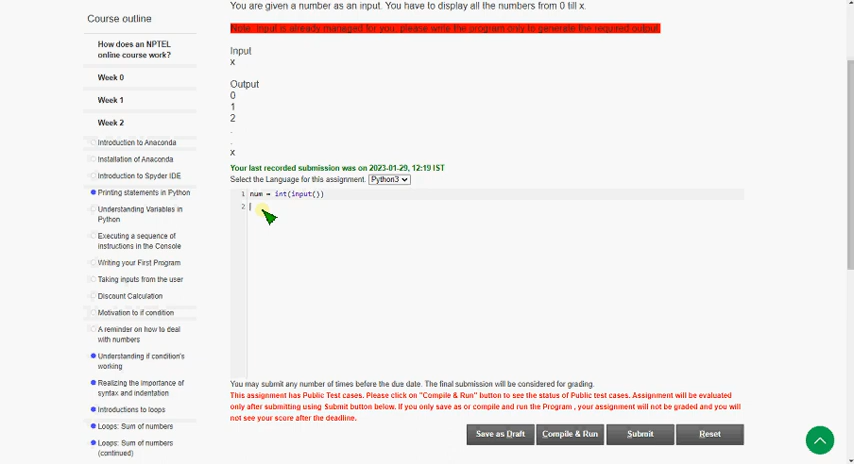 Course outline
How does an NPTEL
online course work?
Week 0
Week 1
Week 2
Introduction to Anaconda
Installation of Anaconda
Introduction to Spyder IDE
Printing statements in Python
Understanding Variables in
Python
Executing a sequence of
instructions in the Console
Writing your First Program
Taking inputs from the user
Discount Calculation
Motivation to if condition
A reminder on how to deal
with numbers
Understanding if condition's
working
Realizing the importance of
syntax and indentation
Introductions to loops
Loops: Sum of numbers
Loops: Sum of numbers
(continued)
You are given a number as an input. You have to display all the numbers from 0 till x.
Note: Input is already managed for you, please write the program only to generate the required output.
Input
x
Output
0
1
2
.
.
x
Your last recorded submission was on 2023-01-29, 12:19 IST
Select the Language for this assignment. Python3
1 num = int(input())
2
You may submit any number of times before the due date. The final submission will be considered for grading.
This assignment has Public Test cases. Please click on "Compile & Run" button to see the status of Public test cases. Assignment will be evaluated
only after submitting using Submit button below. If you only save as or compile and run the Program , your assignment will not be graded and you will
not see your score after the deadline.
Save as Draft Compile & Run Submit Reset